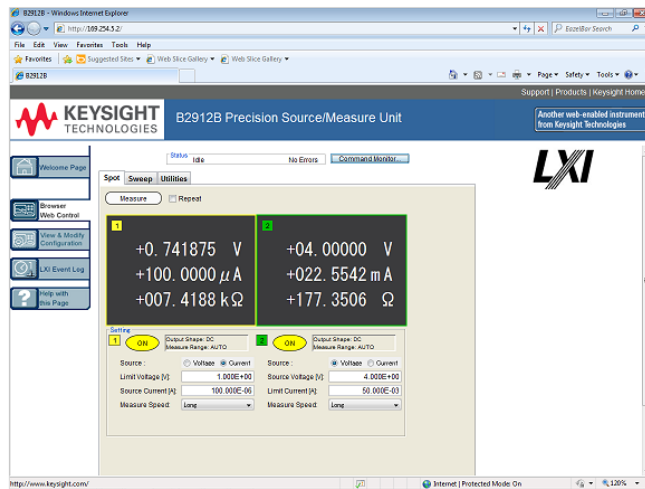 B2912B - Windows Internet Explorer
http://169.254.5.2/
EazelBar Search
File Edit View Favorites Tools Help
Favorites Suggested Sites Web Slice Gallery Web Slice Gallery
B2912B
Page Safety Tools
Support | Products | Keysight Home
KEYSIGHT
TECHNOLOGIES
B2912B Precision Source/Measure Unit
Another web-enabled instrument
from Keysight Technologies
Welcome Page
Browser
Web Control
View & Modify
Configuration
LXI Event Log
Help with
this Page
Status
Idle No Errors Command Monitor...
LXI
Spot Sweep Utilities
Measure Repeat
1
+0.741875 V
+100.0000 μA
+007.4188 kΩ
2
+04.00000 V
+022.5542 mA
+177.3506 Ω
Setting
1 ON Output Shape: DC
Measure Range: AUTO
Source : Voltage Current
Limit Voltage [V]: 1.000E+00
Source Current [A]: 100.000E-06
Measure Speed: Long
2 ON Output Shape: DC
Measure Range: AUTO
Source : Voltage Current
Source Voltage [V]: 4.000E+00
Limit Current [A]: 50.000E-03
Measure Speed: Long
http://www.keysight.com/
Internet | Protected Mode: On
120%